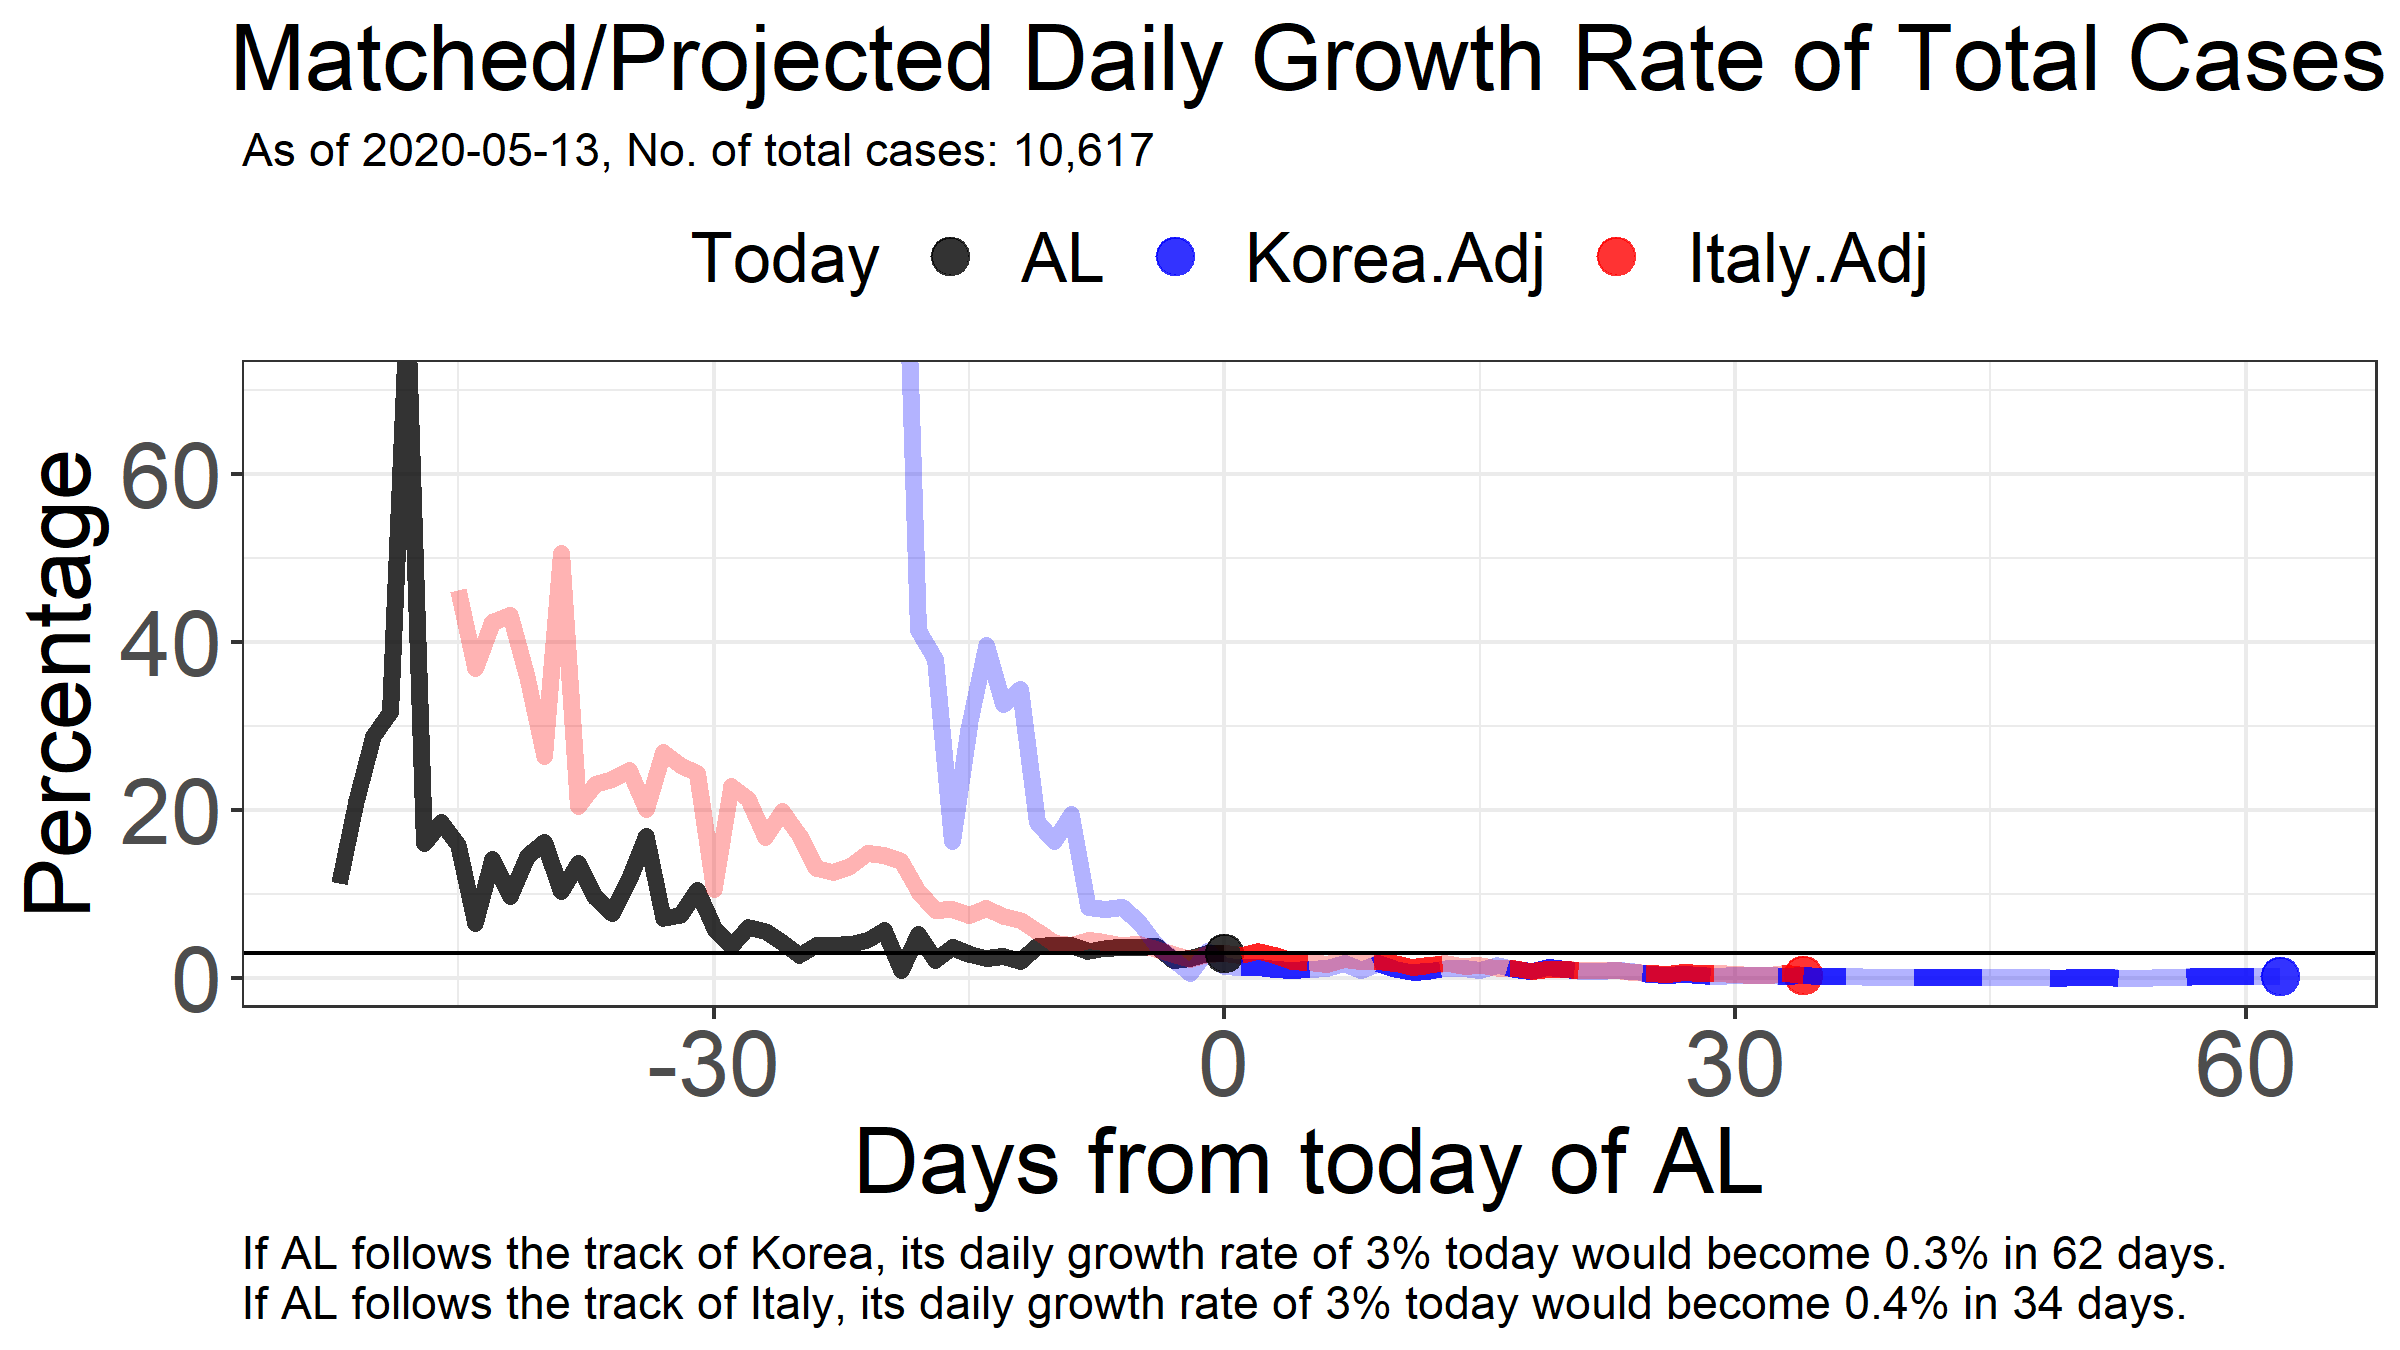 Matched/Projected Daily Growth Rate of Total Cases
As of 2020-05-13, No. of total cases: 10,617
Today AL Korea.Adj Italy.Adj
Percentage
60
40
20
0
-30 0 30 60
Days from today of AL
If AL follows the track of Korea, its daily growth rate of 3% today would become 0.3% in 62 days.
If AL follows the track of Italy, its daily growth rate of 3% today would become 0.4% in 34 days.